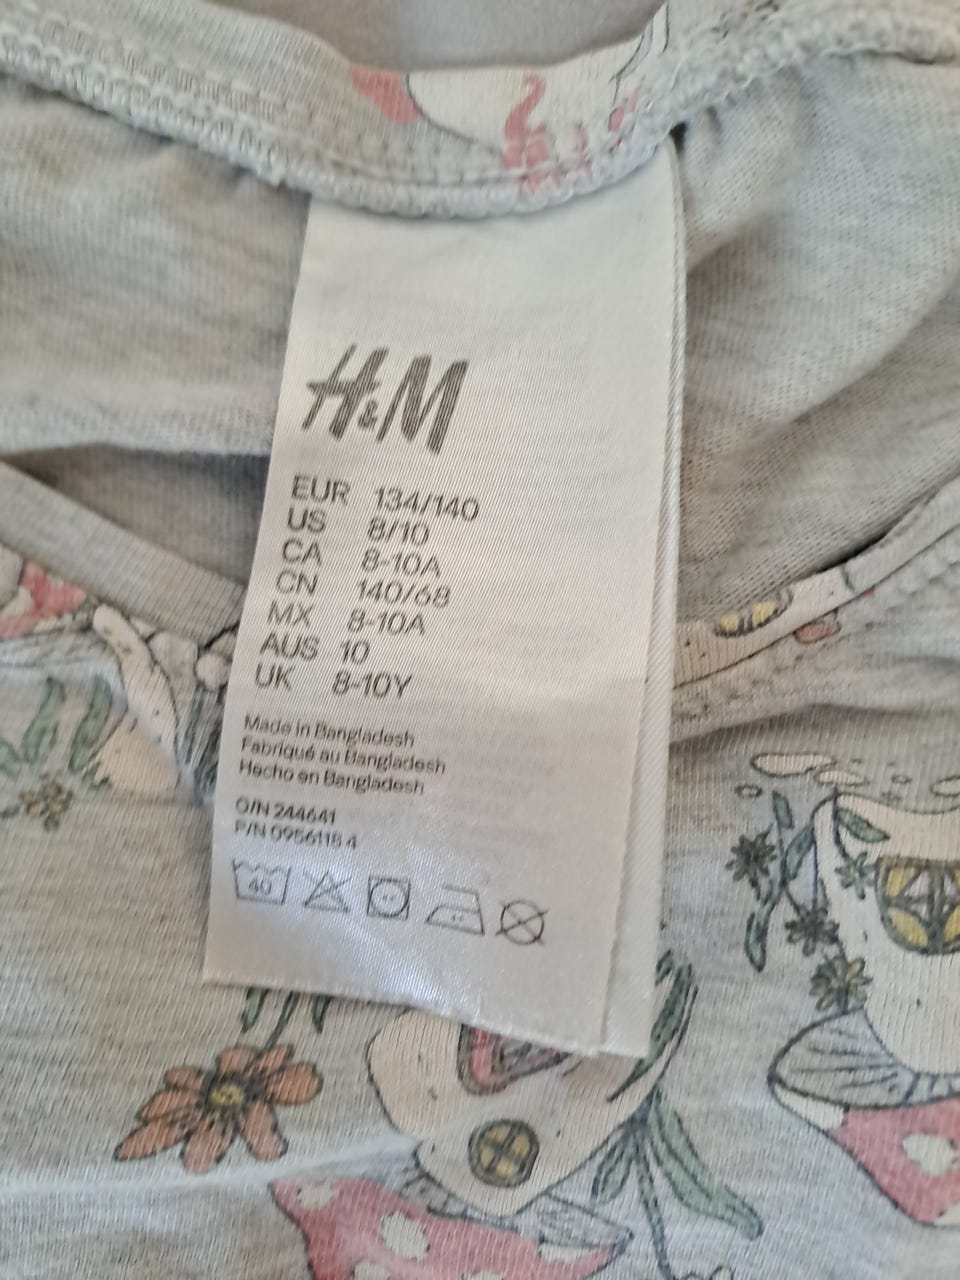 H&M
EUR 134/140
US 8/10
CA 8-10A
CN 140/68
MX 8-10A
AUS 10
UK 8-10Y
Made in Bangladesh
Fabriqué au Bangladesh
Hecho en Bangladesh
O/N 244641
P/N 0956115 4
40